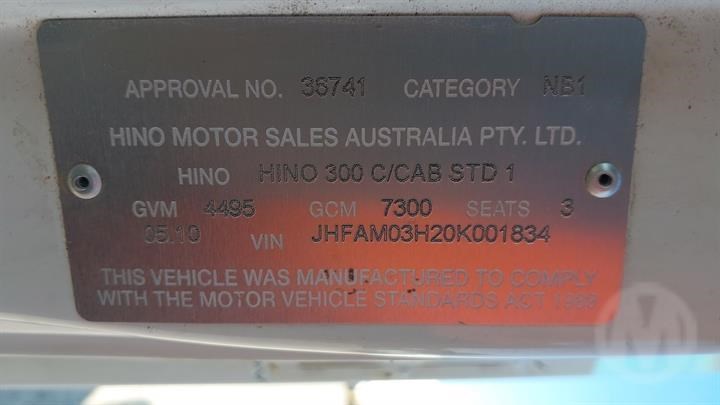 APPROVAL NO. 36741 CATEGORY NB1
HINO MOTOR SALES AUSTRALIA PTY. LTD.
HINO HINO 300 C/CAB STD 1
GVM 4495 GCM 7300 SEATS 3
05.10 VIN JHFAM03H20K001834
THIS VEHICLE WAS MANUFACTURED TO COMPLY
WITH THE MOTOR VEHICLE STANDARDS ACT 1989
M